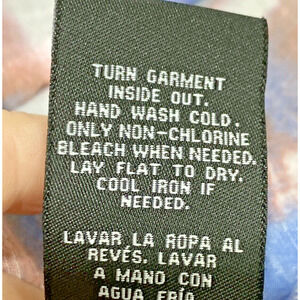 TURN GARMENT
INSIDE OUT.
HAND WASH COLD.
ONLY NON-CHLORINE
BLEACH WHEN NEEDED.
LAY FLAT TO DRY.
COOL IRON IF
NEEDED.
LAVAR LA ROPA AL
REVÉS. LAVAR
A MANO CON
AGUA FRÍA.